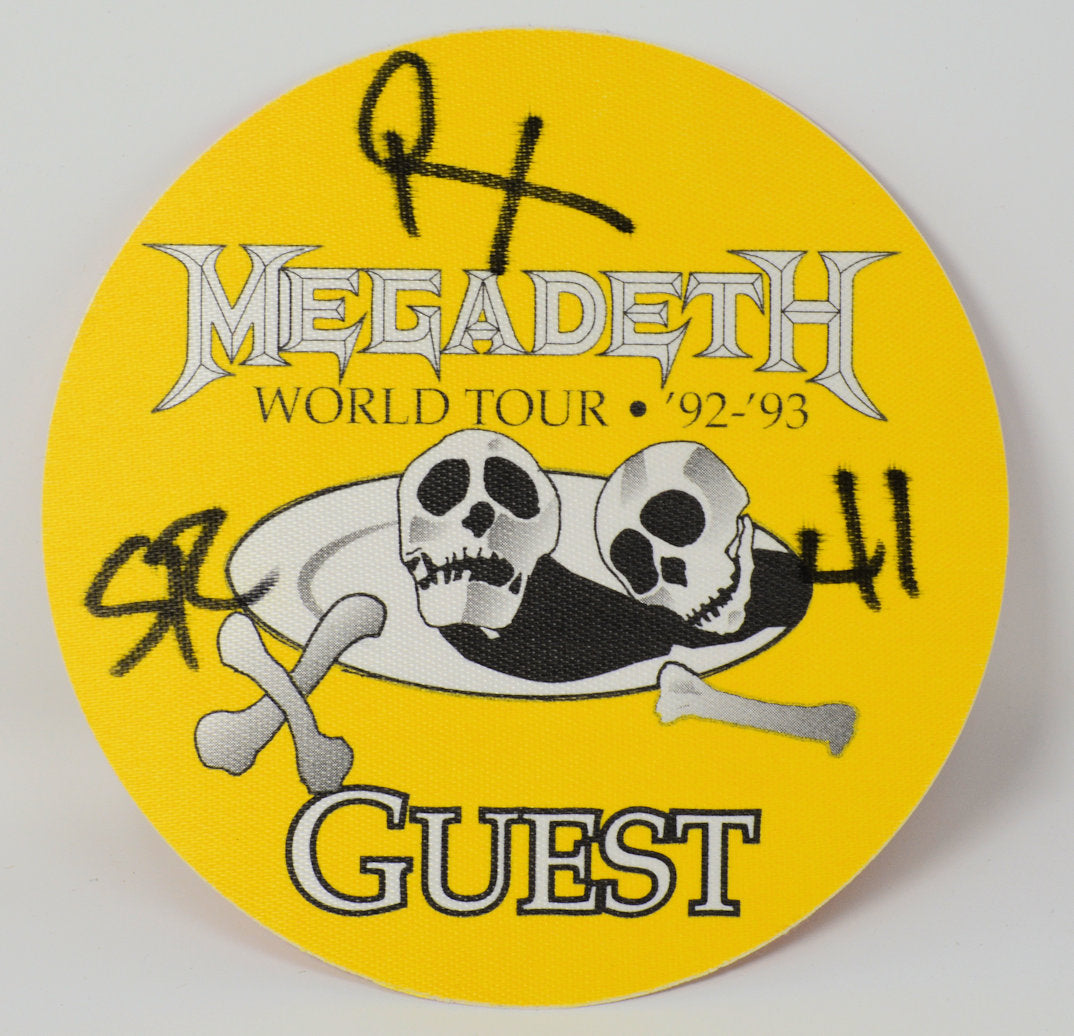 MEGADETH
WORLD TOUR • '92-'93
GUEST